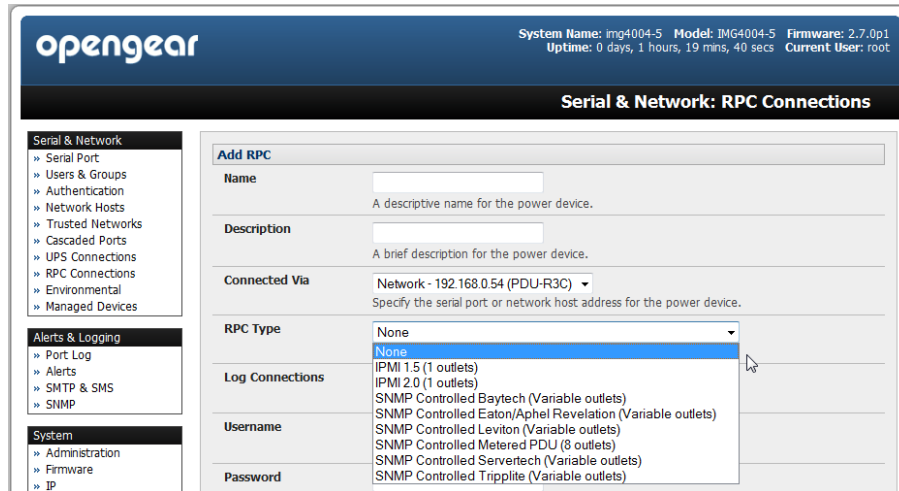 opengear
System Name: img4004-5 Model: IMG4004-5 Firmware: 2.7.0p1
Uptime: 0 days, 1 hours, 19 mins, 40 secs Current User: root
Serial & Network: RPC Connections
Serial & Network
» Serial Port
» Users & Groups
» Authentication
» Network Hosts
» Trusted Networks
» Cascaded Ports
» UPS Connections
» RPC Connections
» Environmental
» Managed Devices
Alerts & Logging
» Port Log
» Alerts
» SMTP & SMS
» SNMP
System
» Administration
» Firmware
» IP
Add RPC
Name
A descriptive name for the power device.
Description
A brief description for the power device.
Connected Via
Network - 192.168.0.54 (PDU-R3C)
Specify the serial port or network host address for the power device.
RPC Type
None
None
IPMI 1.5 (1 outlets)
IPMI 2.0 (1 outlets)
SNMP Controlled Baytech (Variable outlets)
SNMP Controlled Eaton/Aphel Revelation (Variable outlets)
SNMP Controlled Leviton (Variable outlets)
SNMP Controlled Metered PDU (8 outlets)
SNMP Controlled Servertech (Variable outlets)
SNMP Controlled Tripplite (Variable outlets)
Log Connections
Username
Password